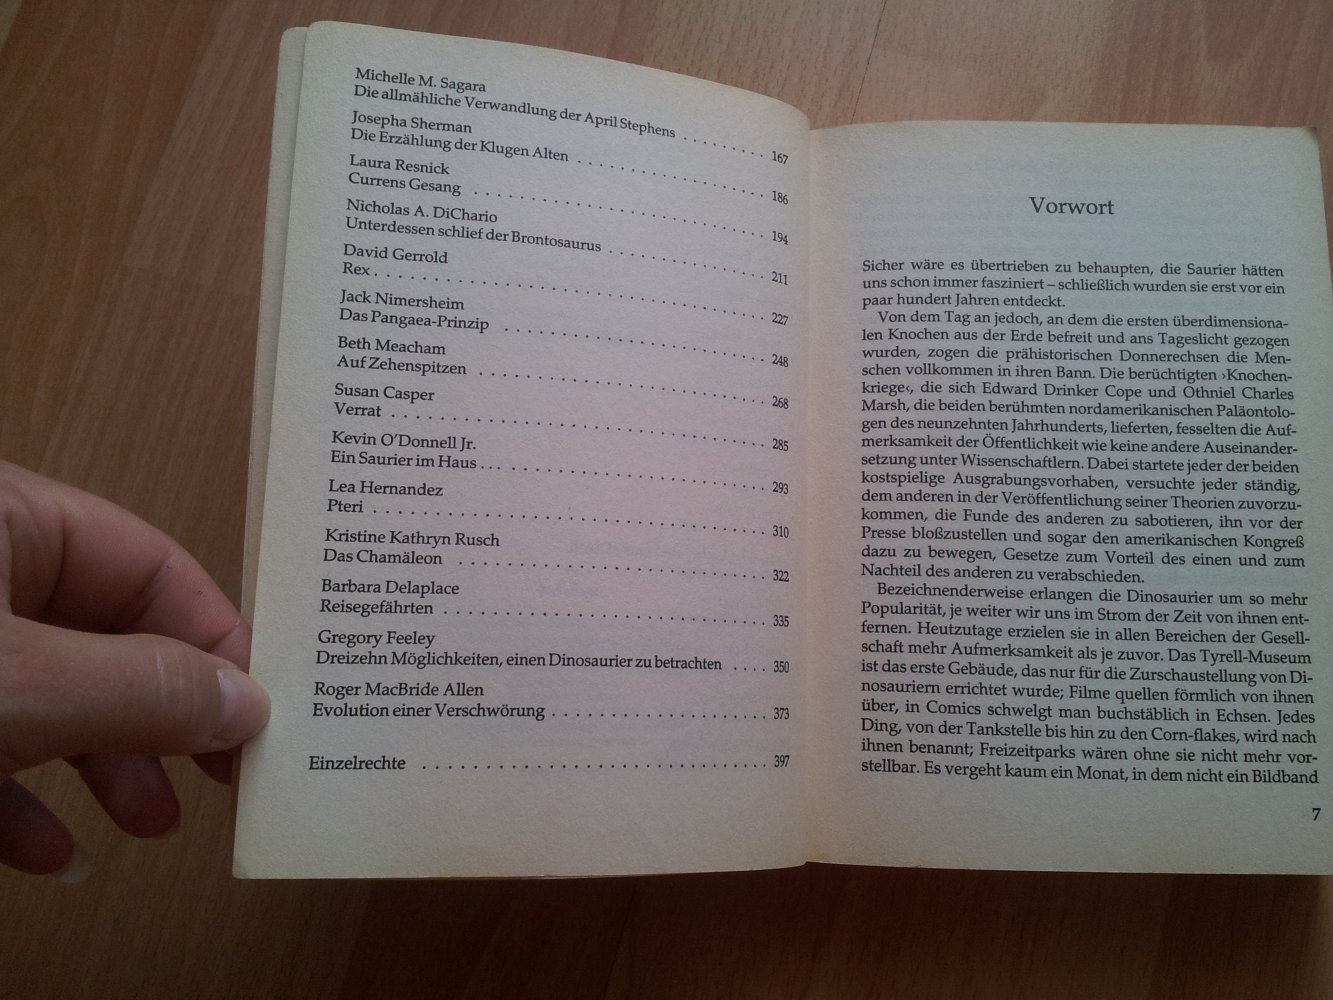 Michelle M. Sagara
Die allmähliche Verwandlung der April Stephens . . . . . . . . 167
Josepha Sherman
Die Erzählung der Klugen Alten . . . . . . . . . . . . . . . . 186
Laura Resnick
Currens Gesang . . . . . . . . . . . . . . . . . . . . . . . . 194
Nicholas A. DiChario
Unterdessen schlief der Brontosaurus . . . . . . . . . . . . . 211
David Gerrold
Rex . . . . . . . . . . . . . . . . . . . . . . . . . . . . . 227
Jack Nimersheim
Das Pangaea-Prinzip . . . . . . . . . . . . . . . . . . . . . 248
Beth Meacham
Auf Zehenspitzen . . . . . . . . . . . . . . . . . . . . . . . 268
Susan Casper
Verrat . . . . . . . . . . . . . . . . . . . . . . . . . . . . 285
Kevin O'Donnell Jr.
Ein Saurier im Haus . . . . . . . . . . . . . . . . . . . . . 293
Lea Hernandez
Pteri . . . . . . . . . . . . . . . . . . . . . . . . . . . . 310
Kristine Kathryn Rusch
Das Chamäleon . . . . . . . . . . . . . . . . . . . . . . . . 322
Barbara Delaplace
Reisegefährten . . . . . . . . . . . . . . . . . . . . . . . . 335
Gregory Feeley
Dreizehn Möglichkeiten, einen Dinosaurier zu betrachten . . . . 350
Roger MacBride Allen
Evolution einer Verschwörung . . . . . . . . . . . . . . . . . 373
Einzelrechte . . . . . . . . . . . . . . . . . . . . . . . . . 397
Vorwort
Sicher wäre es übertrieben zu behaupten, die Saurier hätten
uns schon immer fasziniert – schließlich wurden sie erst vor ein
paar hundert Jahren entdeckt.
Von dem Tag an jedoch, an dem die ersten überdimensiona-
len Knochen aus der Erde befreit und ans Tageslicht gezogen
wurden, zogen die prähistorischen Donnerechsen die Men-
schen vollkommen in ihren Bann. Die berüchtigten ›Knochen-
kriege‹, die sich Edward Drinker Cope und Othniel Charles
Marsh, die beiden berühmten nordamerikanischen Paläontolo-
gen des neunzehnten Jahrhunderts, lieferten, fesselten die Auf-
merksamkeit der Öffentlichkeit wie keine andere Auseinander-
setzung unter Wissenschaftlern. Dabei startete jeder der beiden
kostspielige Ausgrabungsvorhaben, versuchte jeder ständig,
dem anderen in der Veröffentlichung seiner Theorien zuvorzu-
kommen, die Funde des anderen zu sabotieren, ihn vor der
Presse bloßzustellen und sogar den amerikanischen Kongreß
dazu zu bewegen, Gesetze zum Vorteil des einen und zum
Nachteil des anderen zu verabschieden.
Bezeichnenderweise erlangen die Dinosaurier um so mehr
Popularität, je weiter wir uns im Strom der Zeit von ihnen ent-
fernen. Heutzutage erzielen sie in allen Bereichen der Gesell-
schaft mehr Aufmerksamkeit als je zuvor. Das Tyrell-Museum
ist das erste Gebäude, das nur für die Zurschaustellung von Di-
nosauriern errichtet wurde; Filme quellen förmlich von ihnen
über, in Comics schwelgt man buchstäblich in Echsen. Jedes
Ding, von der Tankstelle bis hin zu den Corn-flakes, wird nach
ihnen benannt; Freizeitparks wären ohne sie nicht mehr vor-
stellbar. Es vergeht kaum ein Monat, in dem nicht ein Bildband
7